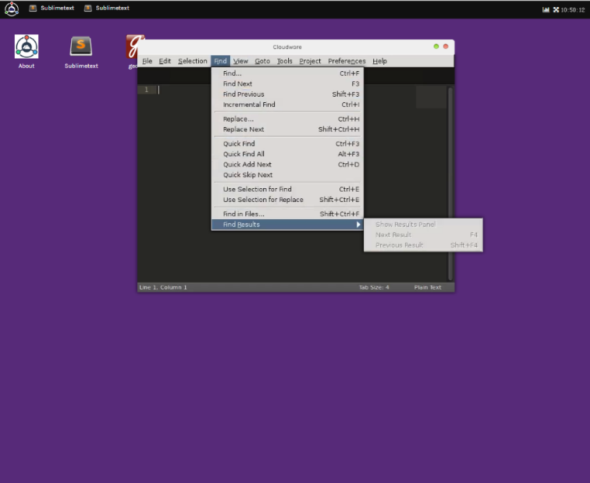 Sublimetext Sublimetext 10:50:12
About Sublimetext
Cloudware
File Edit Selection Find View Goto Tools Project Preferences Help
1
Find... Ctrl+F
Find Next F3
Find Previous Shift+F3
Incremental Find Ctrl+I
Replace... Ctrl+H
Replace Next Shift+Ctrl+H
Quick Find Ctrl+F3
Quick Find All Alt+F3
Quick Add Next Ctrl+D
Quick Skip Next
Use Selection for Find Ctrl+E
Use Selection for Replace Shift+Ctrl+E
Find in Files... Shift+Ctrl+F
Find Results
Show Results Panel
Next Result F4
Previous Result Shift+F4
Line 1, Column 1 Tab Size: 4 Plain Text